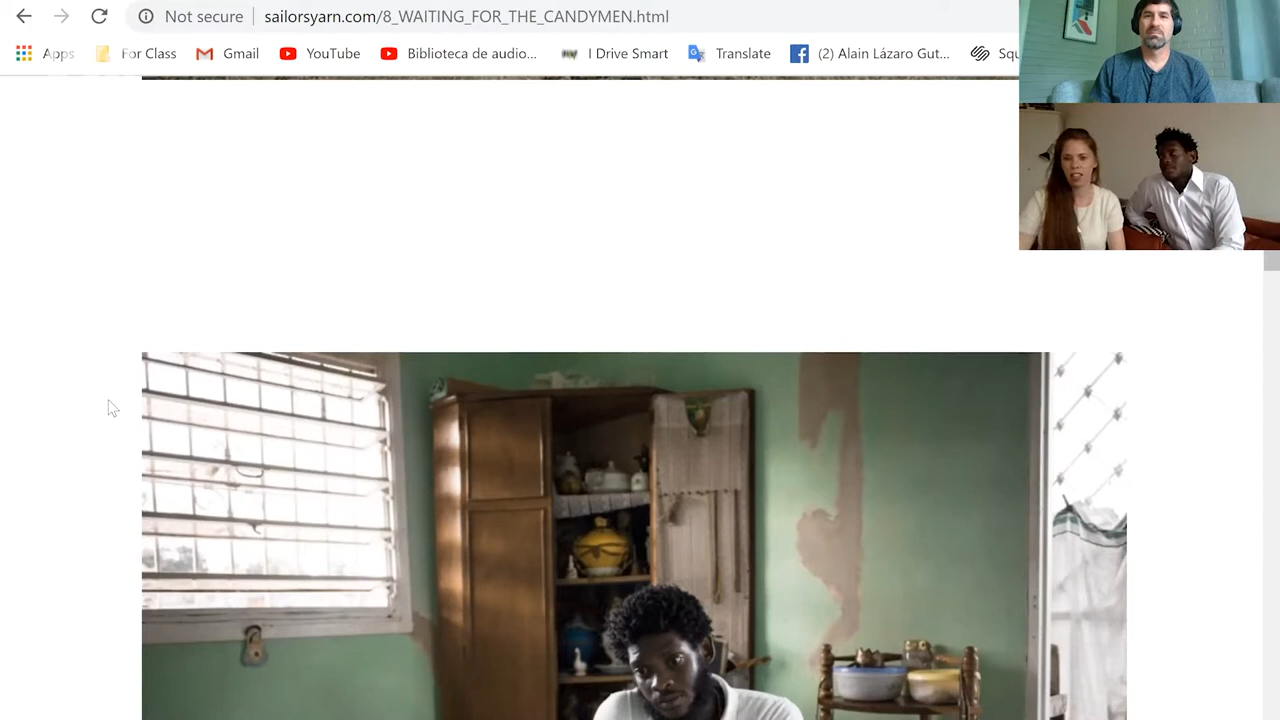 Not secure sailorsyarn.com/8_WAITING_FOR_THE_CANDYMEN.html
Apps For Class Gmail YouTube Biblioteca de audio... I Drive Smart Translate (2) Alain Lázaro Gut... Squ